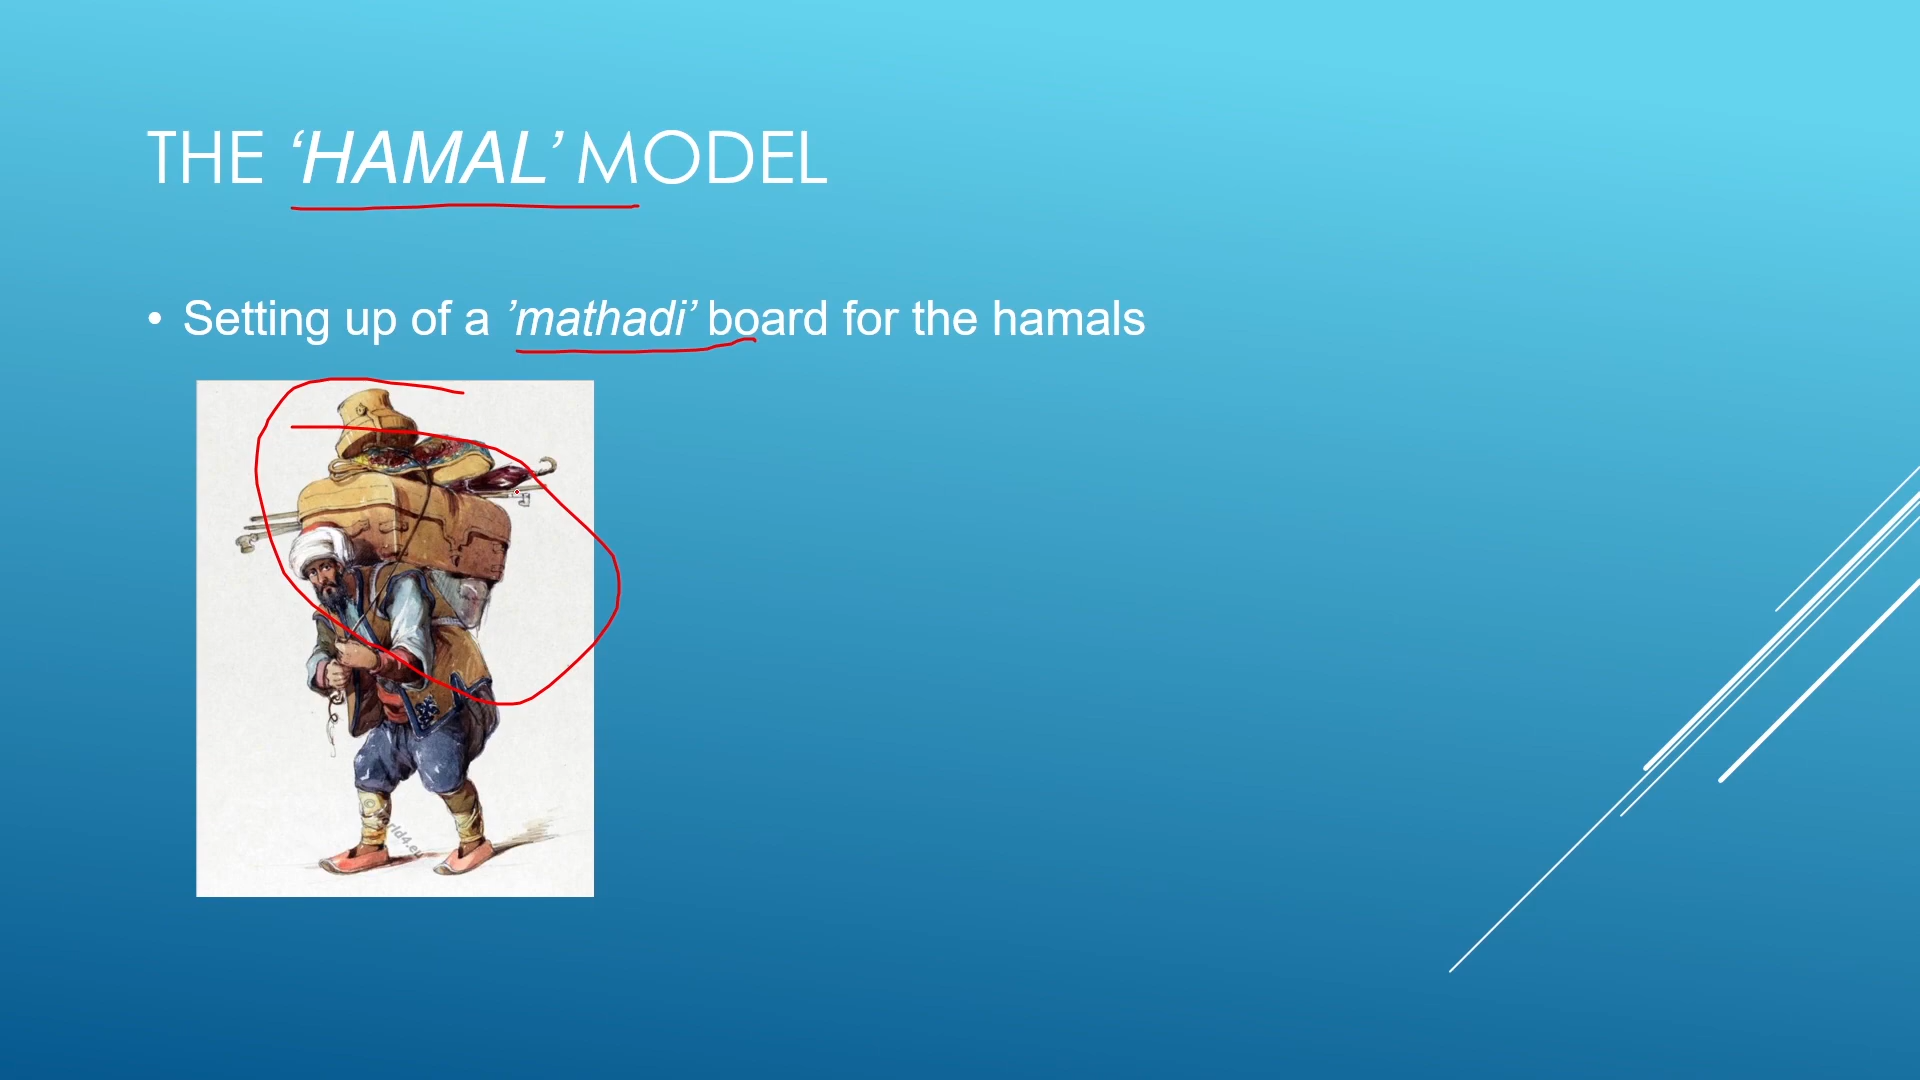 THE ‘HAMAL’ MODEL
• Setting up of a ’mathadi’ board for the hamals